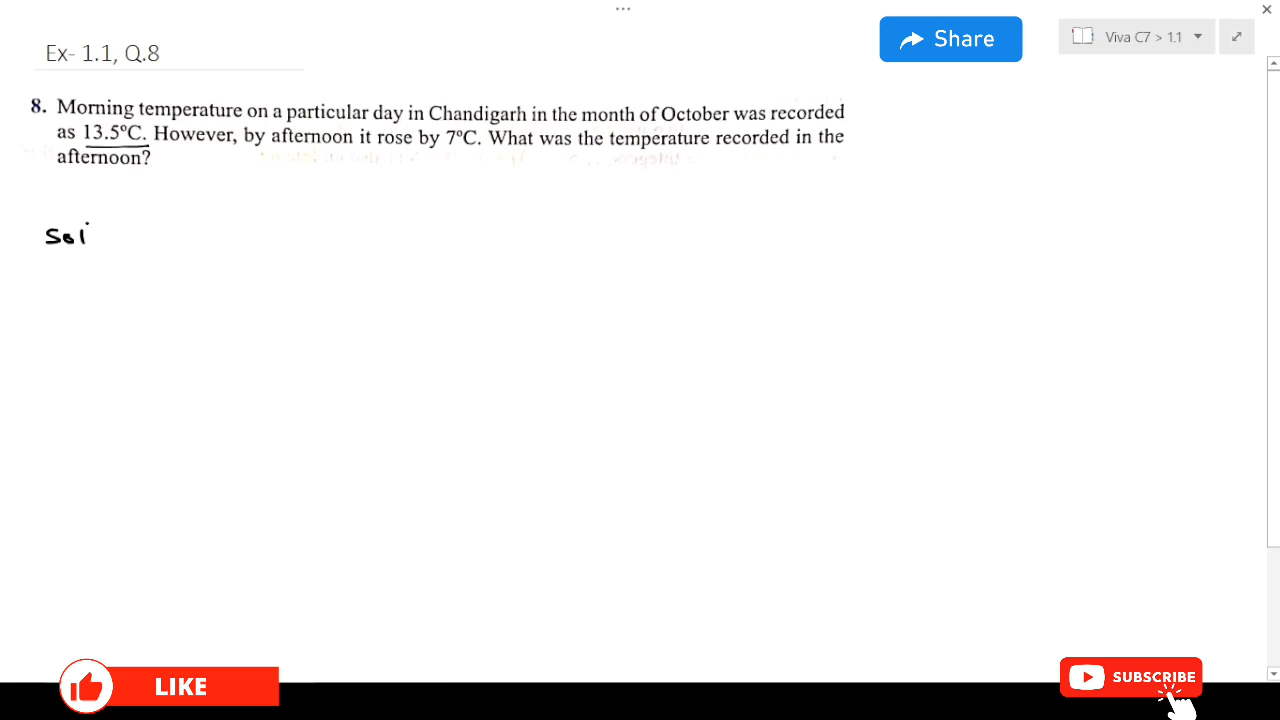 ...
Share
Viva C7 > 1.1
Ex- 1.1, Q.8
8. Morning temperature on a particular day in Chandigarh in the month of October was recorded
as 13.5°C. However, by afternoon it rose by 7°C. What was the temperature recorded in the
afternoon?
Sol
LIKE
SUBSCRIBE